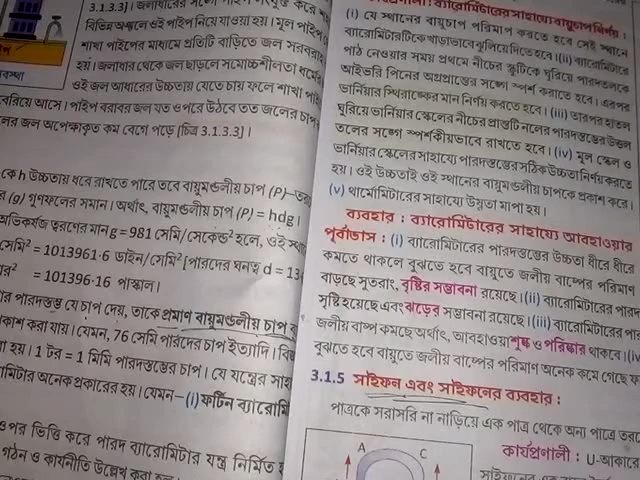 3.1.3.3]। জলাধারের
বিভিন্ন অঞ্চলে ওই পাইপ নিয়ে যাওয়া হয়। মূল পাইপ
শাখা পাইপের মাধ্যমে প্রতিটি বাড়িতে জল সরবরা
হয়। জলাধার থেকে জল ছাড়লে সমোচ্চশীলতা ধর্মে
ওই জল আধারের উচ্চতায় যেতে চায় ফলে শাখা পাই
বেরিয়ে আসে। পাইপ বরাবর জল যত ওপরে উঠবে তত জলের চাপ
লের জল অপেক্ষাকৃত কম বেগে পড়ে [চিত্র 3.1.3.3]।
কে h উচ্চতায় ধরে রাখতে পারে তবে বায়ুমণ্ডলীয় চাপ (P)
র (g) গুণফলের সমান। অর্থাৎ, বায়ুমণ্ডলীয় চাপ (P) = hdg।
অভিকর্ষজ ত্বরণের মান g = 981 সেমি/সেকেন্ড² হলে, ওই
সেমি² = 1013961.6 ডাইন/সেমি² [পারদের ঘনত্ব d = 13
র² = 101396.16 পাস্কাল।
র পারদস্তম্ভ যে চাপ দেয়, তাকে প্রমাণ বায়ুমণ্ডলীয় চাপ ব
কাশ করা যায়। যেমন, 76 সেমি পারদের চাপ ইত্যাদি।
হয়। 1 টর = 1 মিমি পারদস্তম্ভের চাপ। যে যন্ত্রের সাহ
মিটার অনেকপ্রকারের হয়। যেমন—(i) ফর্টিন ব্যারোমি
ওপর ভিত্তি করে পারদ ব্যারোমিটার যন্ত্র নির্মিত
গঠন ও কার্যনীতি উল্লেখ করা হল
ব্যারোমিটারের সাহায্যে বায়ুচাপ নির্ণয় :
(i) যে স্থানের বায়ুচাপ পরিমাপ করতে হবে সেই স্থানে
ব্যারোমিটারটিকে খাড়াভাবে ঝুলিয়ে দিতে হবে। (ii) ব্যারোমিটারে
পাঠ নেওয়ার সময় প্রথমে নীচের স্ক্রুটিকে ঘুরিয়ে পারদতলকে
আইভরি পিনের অগ্রপ্রান্তের সঙ্গে স্পর্শ করাতে হবে। এরপর
ভার্নিয়ার স্থিরাঙ্কের মান নির্ণয় করতে হবে। (iii) তারপর
ঘুরিয়ে ভার্নিয়ার স্কেলের নীচের প্রান্তটি নলের পারদস্তম্ভের উত্তল
তলের সঙ্গে স্পর্শকীয়ভাবে রাখতে হবে। (iv) মূল স্কেল ও
ভার্নিয়ার স্কেলের সাহায্যে পারদস্তম্ভের সঠিক উচ্চতা নির্ণয় করতে
হয়। ওই উচ্চতাই ওই স্থানের বায়ুমণ্ডলীয় চাপকে প্রকাশ করে।
(v) থার্মোমিটারের সাহায্যে উষ্ণতা মাপা হয়।
ব্যবহার : ব্যারোমিটারের সাহায্যে আবহাওয়ার
পূর্বাভাস : (i) ব্যারোমিটারের পারদস্তম্ভের উচ্চতা ধীরে ধীরে
কমতে থাকলে বুঝতে হবে বায়ুতে জলীয় বাষ্পের পরিমাণ
বাড়ছে সুতরাং, বৃষ্টির সম্ভাবনা রয়েছে। (ii) ব্যারোমিটারের পারদ
সৃষ্টি হয়েছে এবং ঝড়ের সম্ভাবনা রয়েছে। (iii) ব্যারোমিটারের পার
জলীয় বাষ্প কমছে অর্থাৎ, আবহাওয়া শুষ্ক ও পরিষ্কার থাকবে। (iv
বুঝতে হবে বায়ুতে জলীয় বাষ্পের পরিমাণ অনেক কমে গেছে
3.1.5 সাইফন এবং সাইফনের ব্যবহার :
পাত্রকে সরাসরি না নাড়িয়ে এক পাত্র থেকে অন্য পাত্রে তরল
কার্যপ্রণালী : U-আকারে
A
C